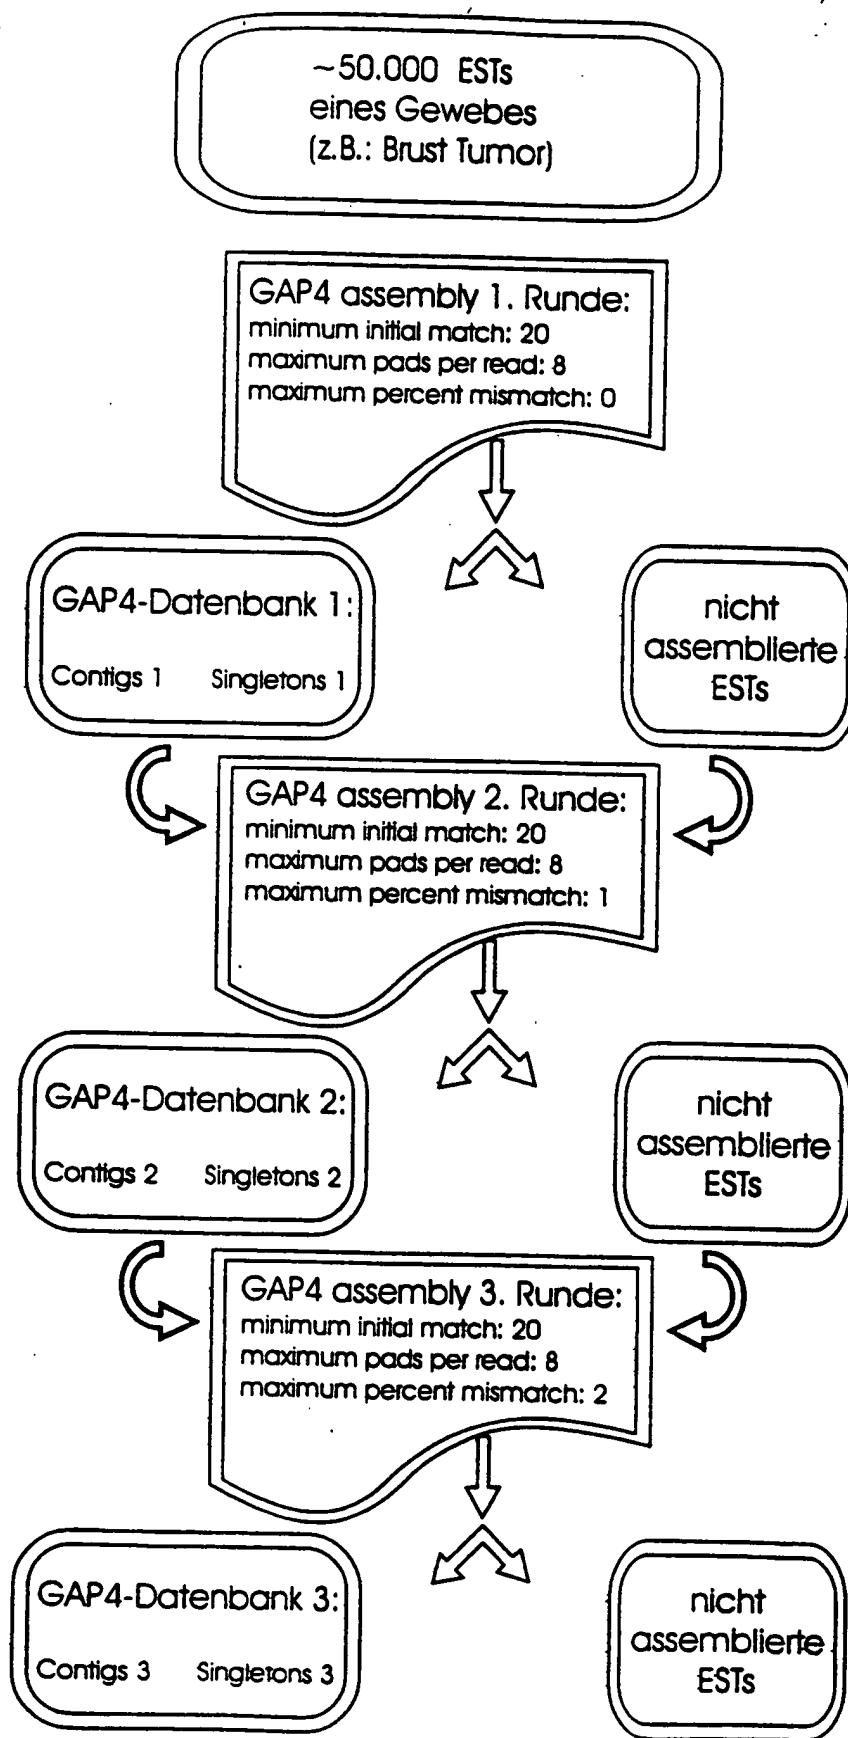 ~50.000 ESTs
eines Gewebes
(z.B.: Brust Tumor)
GAP4 assembly 1. Runde:
minimum initial match: 20
maximum pads per read: 8
maximum percent mismatch: 0
GAP4-Datenbank 1:
Contigs 1 Singletons 1
nicht
assemblierte
ESTs
GAP4 assembly 2. Runde:
minimum initial match: 20
maximum pads per read: 8
maximum percent mismatch: 1
GAP4-Datenbank 2:
Contigs 2 Singletons 2
nicht
assemblierte
ESTs
GAP4 assembly 3. Runde:
minimum initial match: 20
maximum pads per read: 8
maximum percent mismatch: 2
GAP4-Datenbank 3:
Contigs 3 Singletons 3
nicht
assemblierte
ESTs